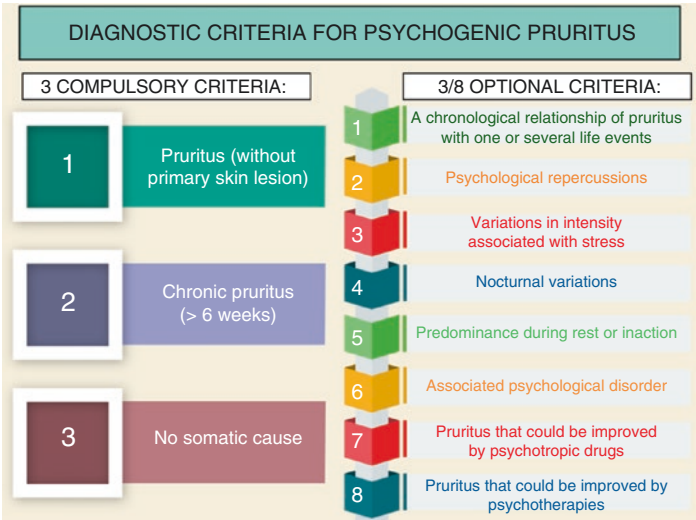 DIAGNOSTIC CRITERIA FOR PSYCHOGENIC PRURITUS
3 COMPULSORY CRITERIA:
1
Pruritus (without
primary skin lesion)
2
Chronic pruritus
(> 6 weeks)
3
No somatic cause
3/8 OPTIONAL CRITERIA:
1
A chronological relationship of pruritus
with one or several life events
2
Psychological repercussions
3
Variations in intensity
associated with stress
4
Nocturnal variations
5
Predominance during rest or inaction
6
Associated psychological disorder
7
Pruritus that could be improved
by psychotropic drugs
8
Pruritus that could be improved by
psychotherapies